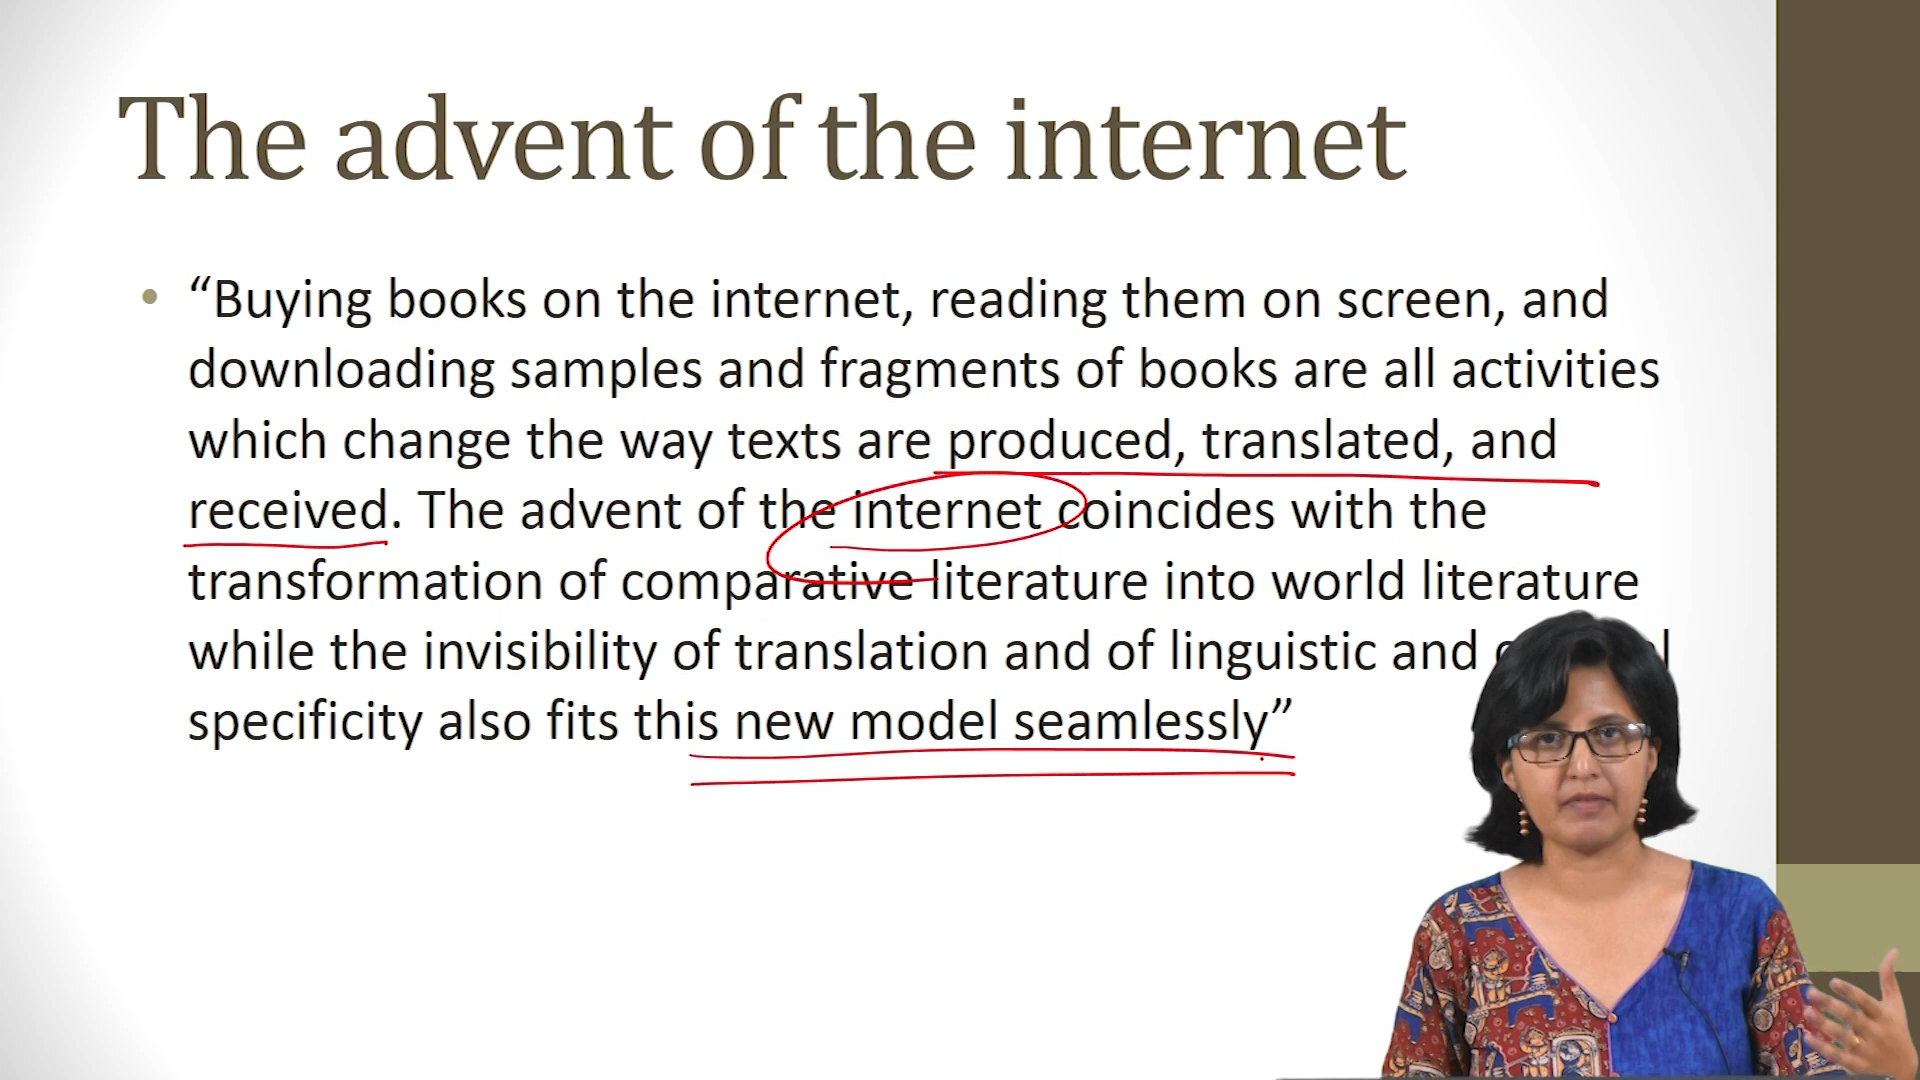 The advent of the internet
• “Buying books on the internet, reading them on screen, and
downloading samples and fragments of books are all activities
which change the way texts are produced, translated, and
received. The advent of the internet coincides with the
transformation of comparative literature into world literature
while the invisibility of translation and of linguistic and
specificity also fits this new model seamlessly”